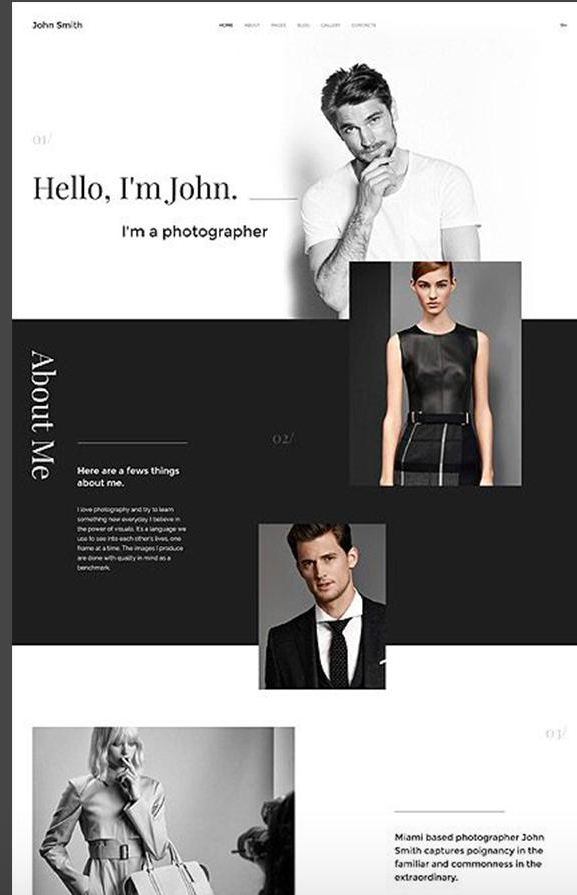 John Smith
HOME ABOUT PAGES BLOG GALLERY CONTACTS
01/
Hello, I'm John.
I'm a photographer
About Me
02/
Here are a fews things
about me.
I love photography and try to learn
something new everyday. I believe in
the power of visuals. It's a language we
use to see into each other's lives, one
frame at a time. The images I produce
are done with quality in mind as a
benchmark.
03/
Miami based photographer John
Smith captures poignancy in the
familiar and commonness in the
extraordinary.